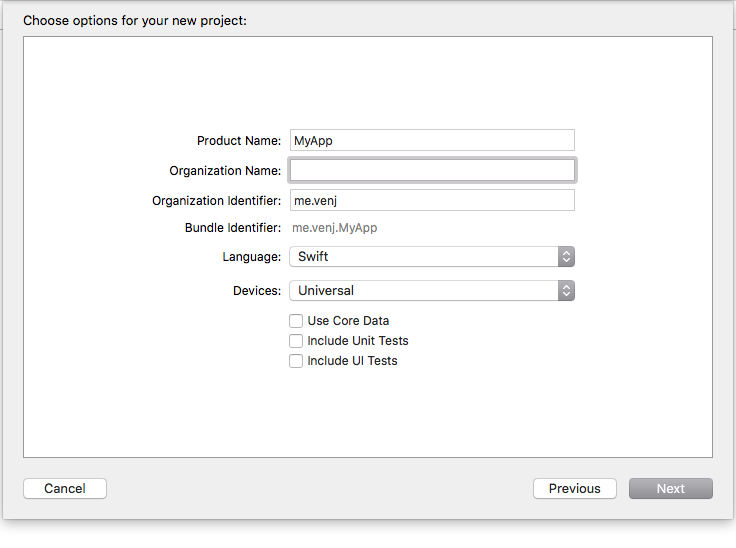 Choose options for your new project:
Product Name: MyApp
Organization Name:
Organization Identifier: me.venj
Bundle Identifier: me.venj.MyApp
Language: Swift
Devices: Universal
Use Core Data
Include Unit Tests
Include UI Tests
Cancel Previous Next